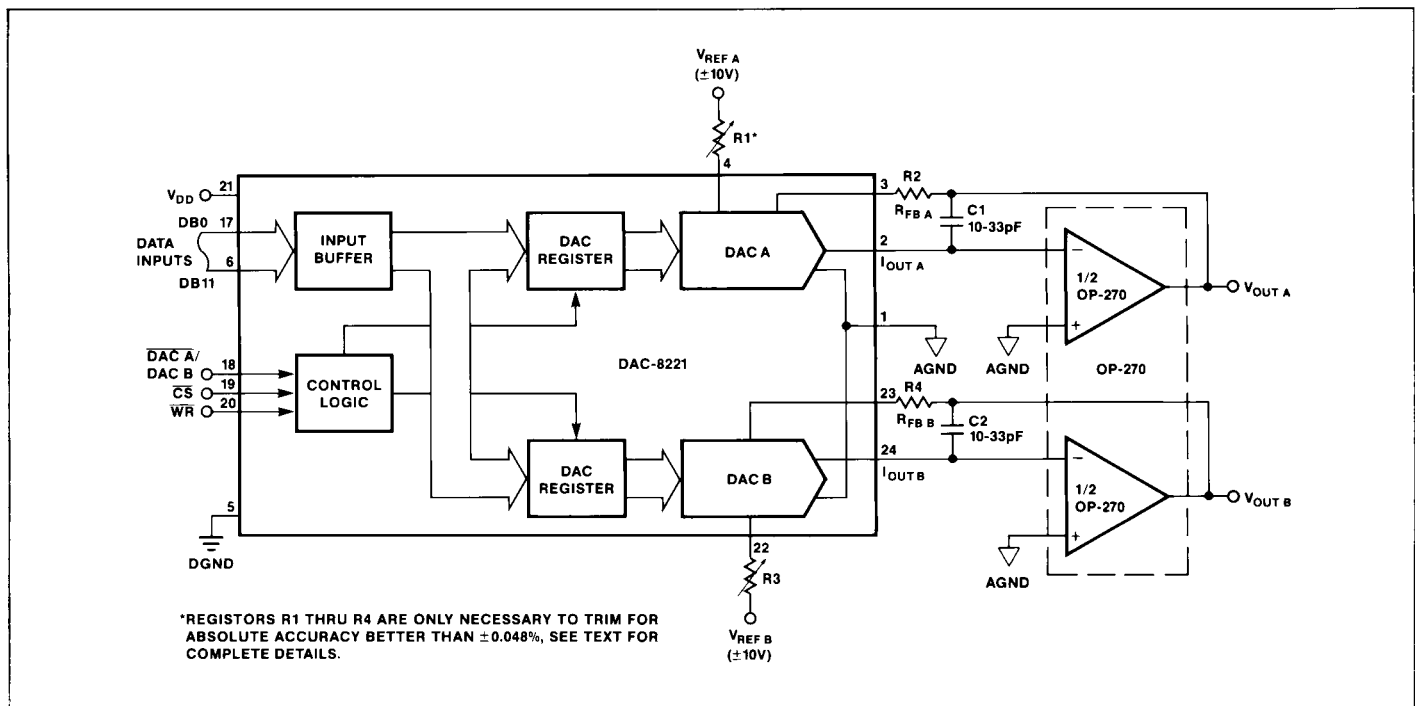 V_REF A
(±10V)
R1*
4
V_DD
21
3
R2
R_FB A
C1
10-33pF
DB0
17
DATA
INPUTS
6
DB11
INPUT
BUFFER
DAC
REGISTER
DAC A
2
I_OUT A
−
1/2
OP-270
+
V_OUT A
1
AGND
AGND
DAC-8221
OP-270
DAC A/
DAC B
18
CS
19
WR
20
CONTROL
LOGIC
23
R4
R_FB B
C2
10-33pF
DAC
REGISTER
DAC B
24
I_OUT B
−
1/2
OP-270
+
V_OUT B
5
DGND
22
R3
AGND
V_REF B
(±10V)
*REGISTORS R1 THRU R4 ARE ONLY NECESSARY TO TRIM FOR
ABSOLUTE ACCURACY BETTER THAN ±0.048%, SEE TEXT FOR
COMPLETE DETAILS.